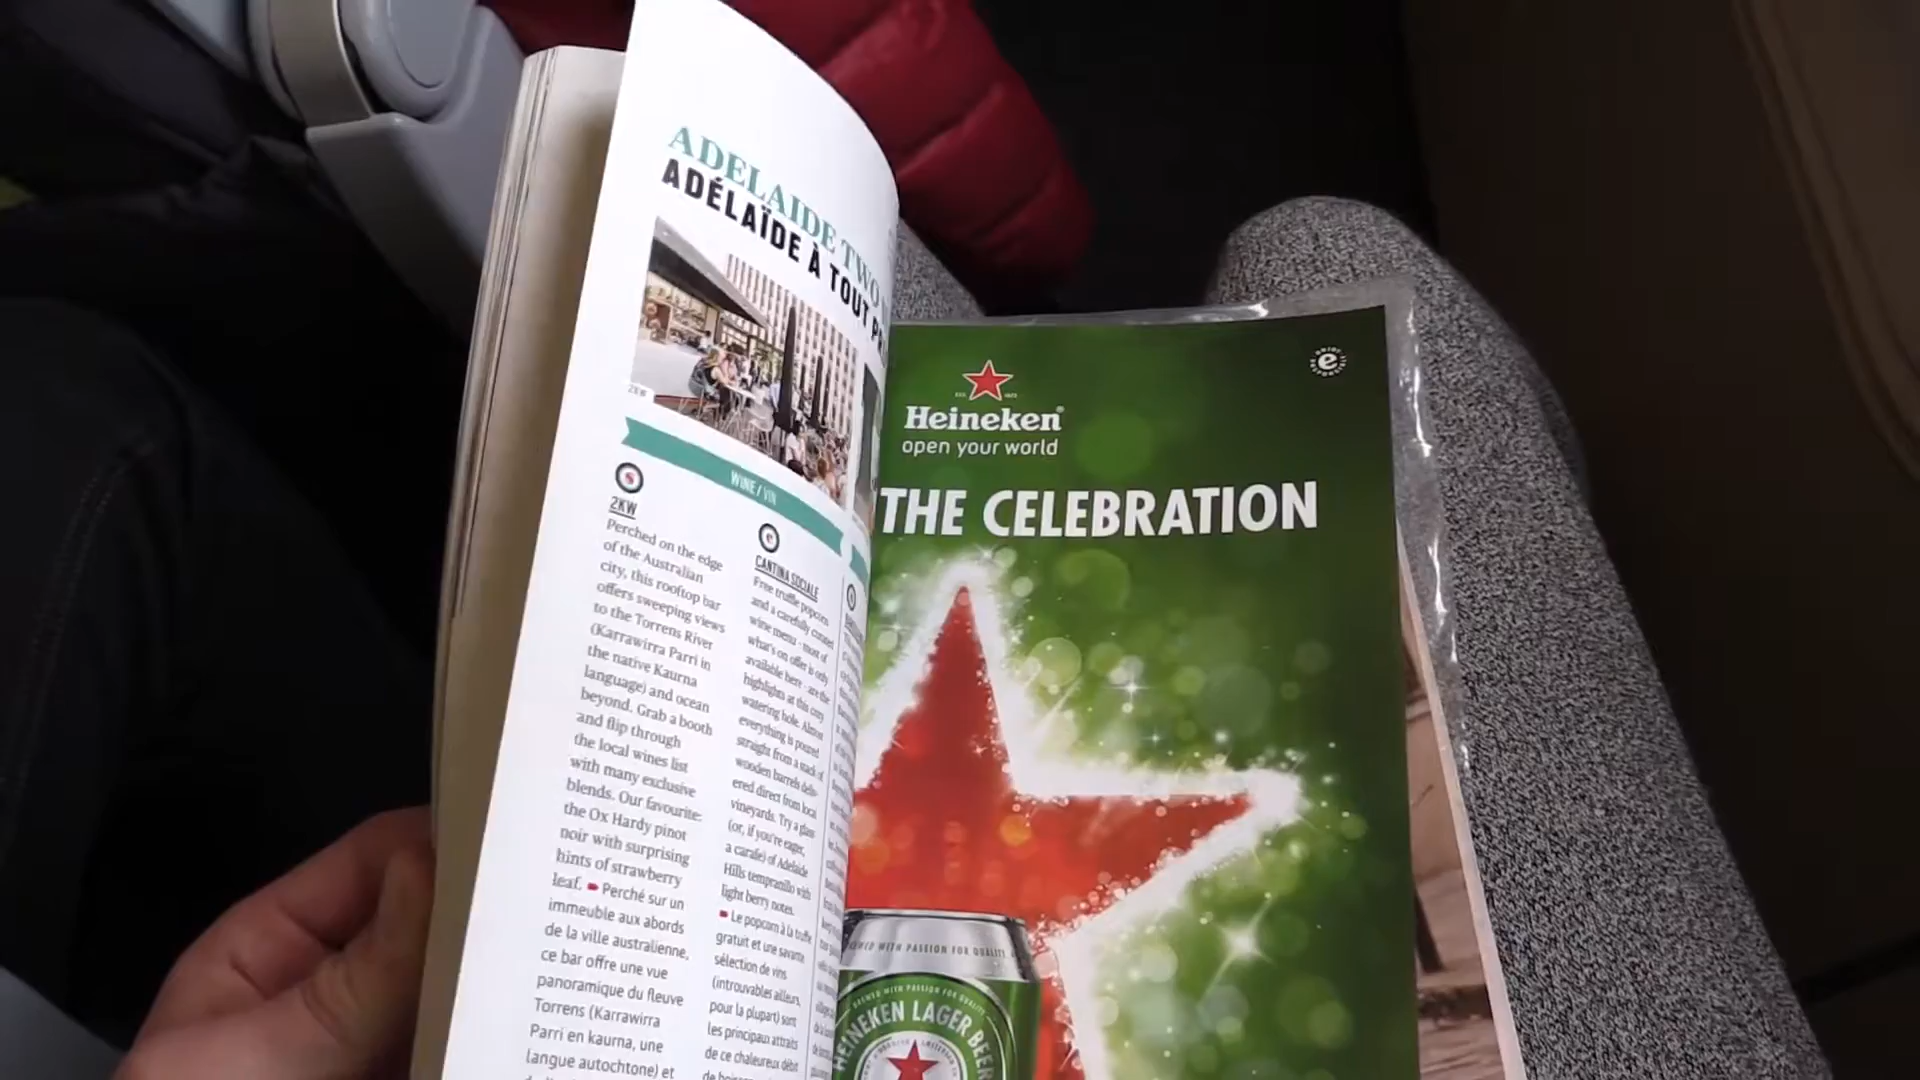 ADELAIDE TWO
ADÉLAÏDE À TOUT
2KW
WINE / VIN
2KW
Perched on the edge
of the Australian
city, this rooftop bar
offers sweeping views
to the Torrens River
(Karrawirra Parri in
the native Kaurna
language) and ocean
beyond. Grab a booth
and flip through
the local wines list
with many exclusive
blends. Our favourite:
the Ox Hardy pinot
noir with surprising
hints of strawberry
leaf. Perché sur un
immeuble aux abords
de la ville australienne,
ce bar offre une vue
panoramique du fleuve
Torrens (Karrawirra
Parri en kaurna, une
langue autochtone) et
CANTINA SOCIALE
Free truffle popcorn
and a carefully curated
wine menu - most of
what's on offer is only
available here - are the
highlights at this cosy
watering hole. Almost
everything is poured
straight from a stack of
wooden barrels deliv-
ered direct from local
vineyards. Try a glass
(or, if you're eager,
a carafe) of Adelaide
Hills tempranillo with
light berry notes.
Le popcorn à la truffe
gratuit et une savante
sélection de vins
(introuvables ailleurs,
pour la plupart) sont
les principaux attraits
de ce chaleureux débit
Heineken
open your world
THE CELEBRATION
BREWED WITH PASSION FOR QUALITY
HEINEKEN LAGER BEER